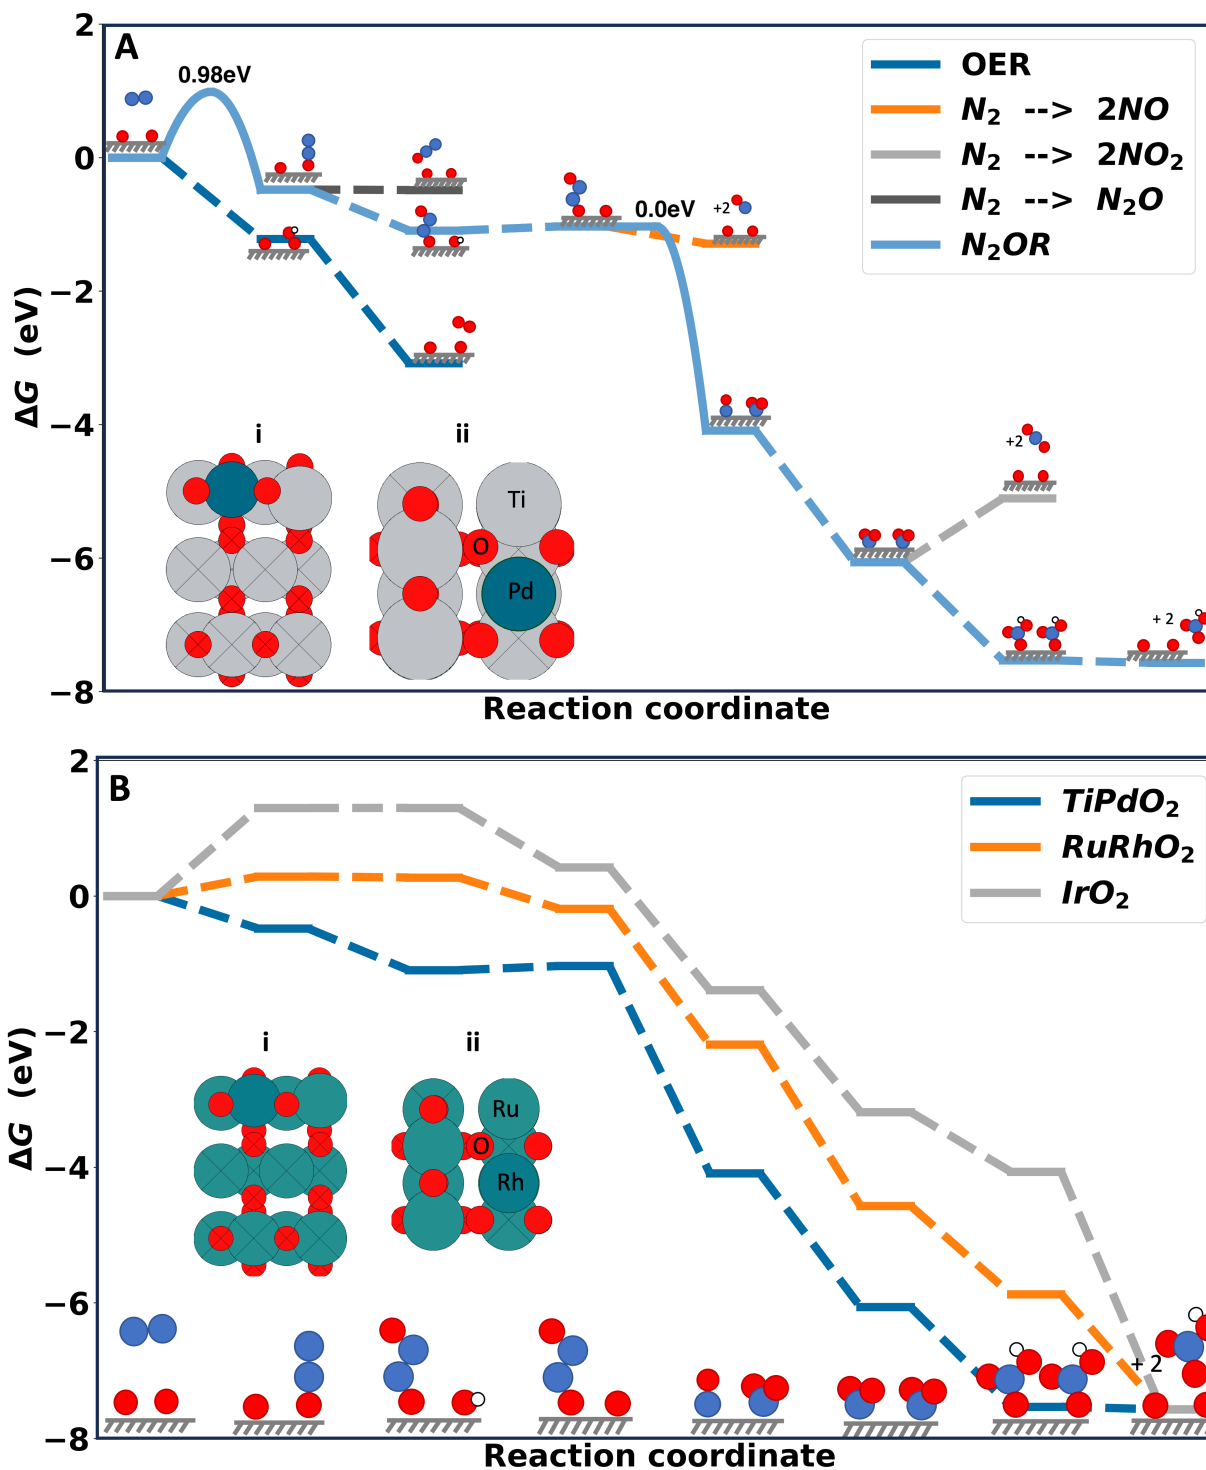 A
2
0
−2
−4
−6
−8
ΔG (eV)
0.98eV
0.0eV
+2
+2
+ 2
OER
N₂ --> 2NO
N₂ --> 2NO₂
N₂ --> N₂O
N₂OR
i
ii
Ti
O
Pd
Reaction coordinate
B
2
0
−2
−4
−6
−8
ΔG (eV)
TiPdO₂
RuRhO₂
IrO₂
i
ii
Ru
O
Rh
+ 2
Reaction coordinate